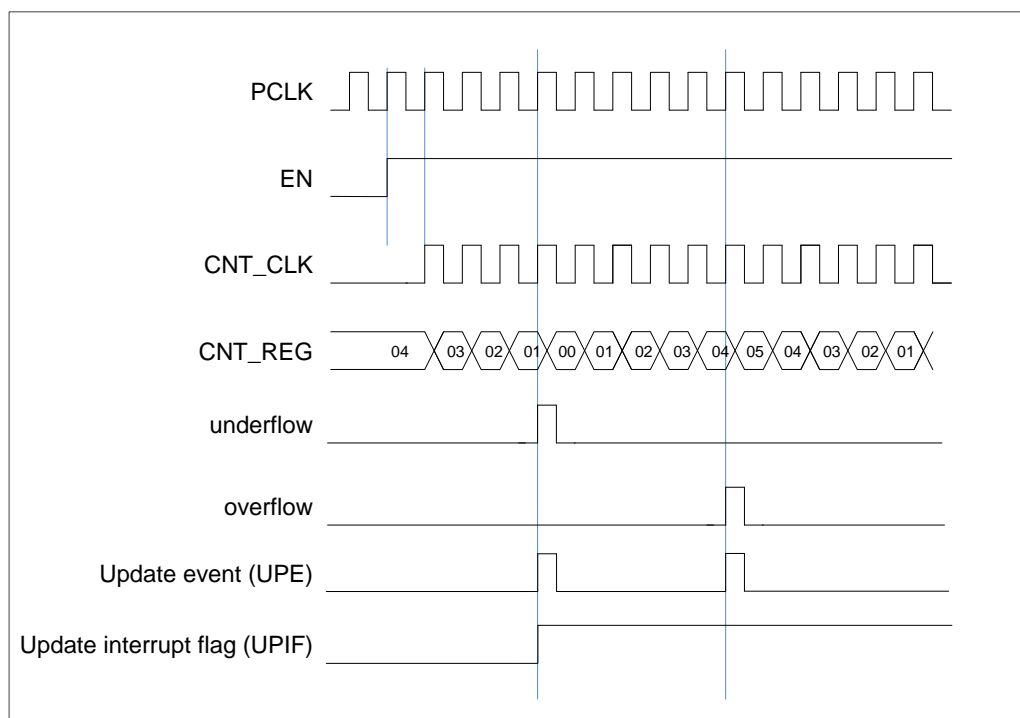 PCLK
EN
CNT_CLK
CNT_REG 04 03 02 01 00 01 02 03 04 05 04 03 02 01
underflow
overflow
Update event (UPE)
Update interrupt flag (UPIF)